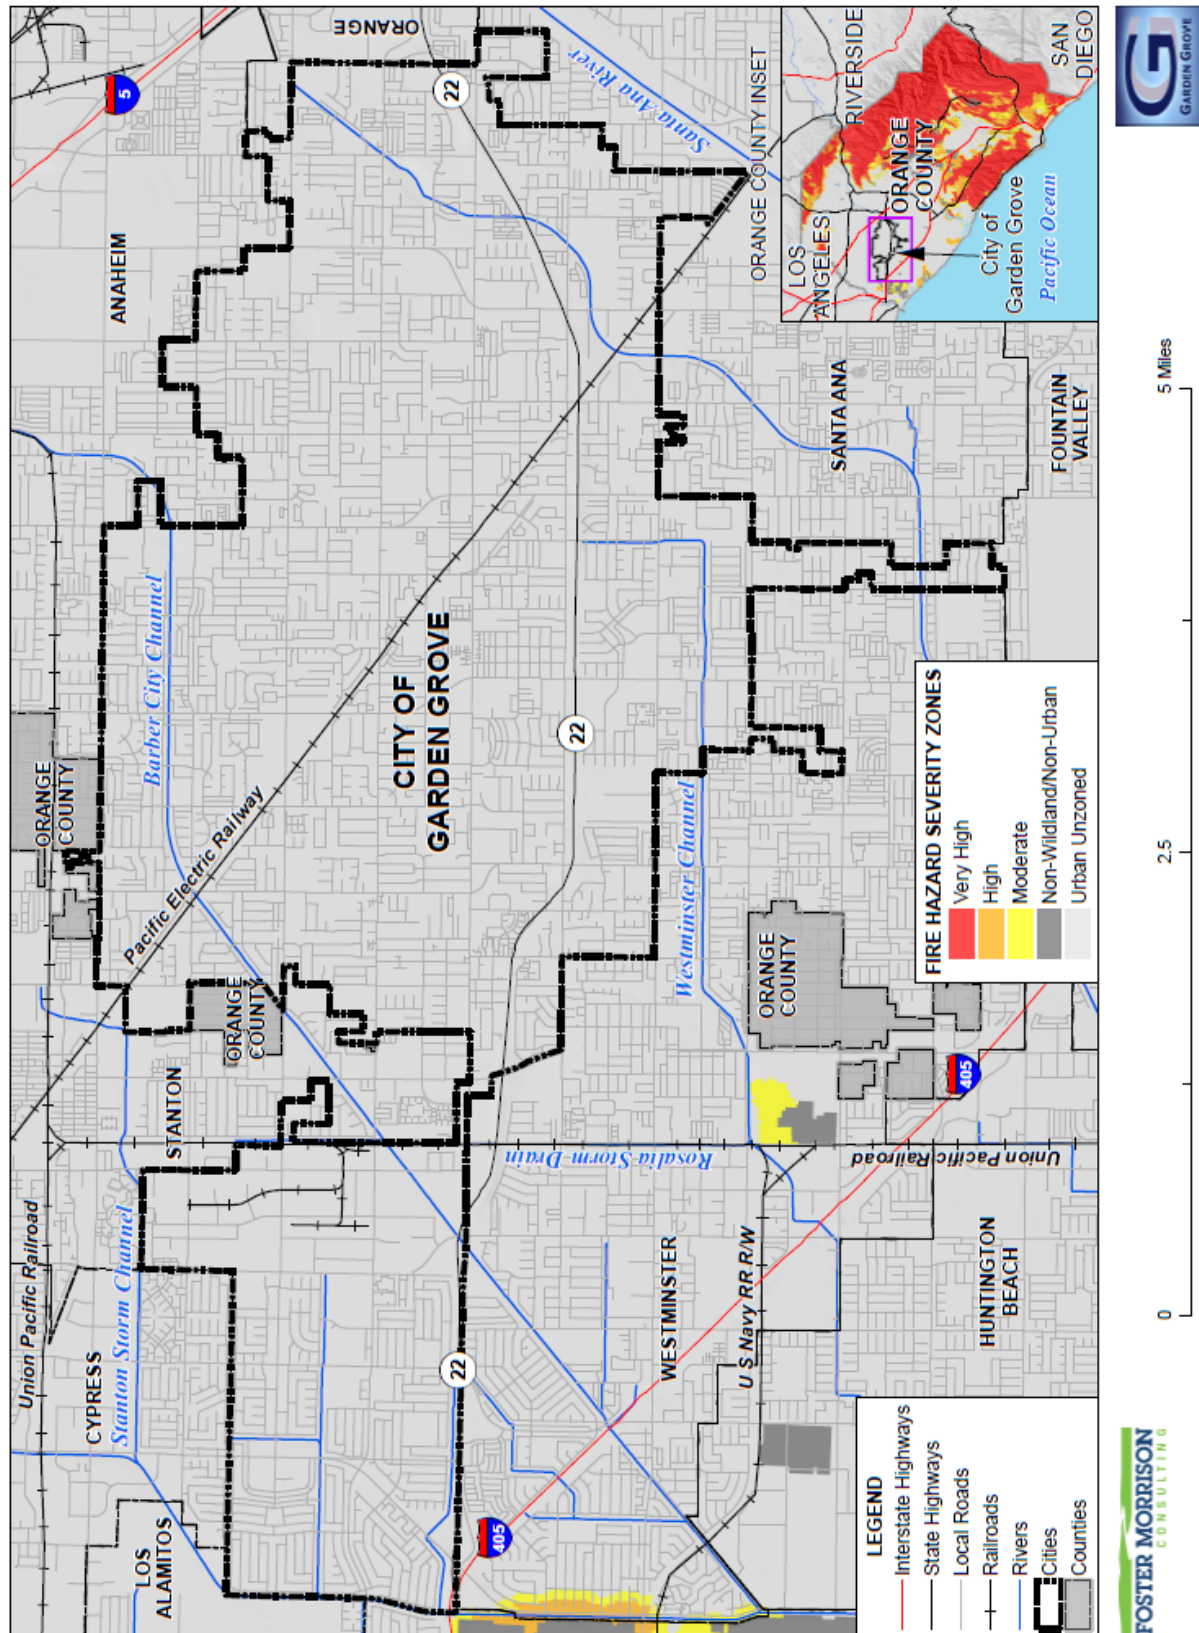 Union Pacific Railroad
CYPRESS
Stanton Storm Channel
LOS
ALAMITOS
STANTON
ORANGE
COUNTY
ORANGE
COUNTY
Pacific Electric Railway
Barber City Channel
ANAHEIM
5
ORANGE
22
Santa Ana River
CITY OF
GARDEN GROVE
22
22
405
Rosalia Storm Drain
Westminster Channel
WESTMINSTER
U S Navy RR R/W
Union Pacific Railroad
ORANGE
COUNTY
405
HUNTINGTON
BEACH
SANTA ANA
FOUNTAIN
VALLEY
LEGEND
Interstate Highways
State Highways
Local Roads
Railroads
Rivers
Cities
Counties
FIRE HAZARD SEVERITY ZONES
Very High
High
Moderate
Non-Wildland/Non-Urban
Urban Unzoned
ORANGE COUNTY INSET
LOS
ANGELES
RIVERSIDE
ORANGE
COUNTY
City of
Garden Grove
SAN
DIEGO
Pacific Ocean
FOSTER MORRISON
CONSULTING
0
2.5
5 Miles
G
GARDEN GROVE